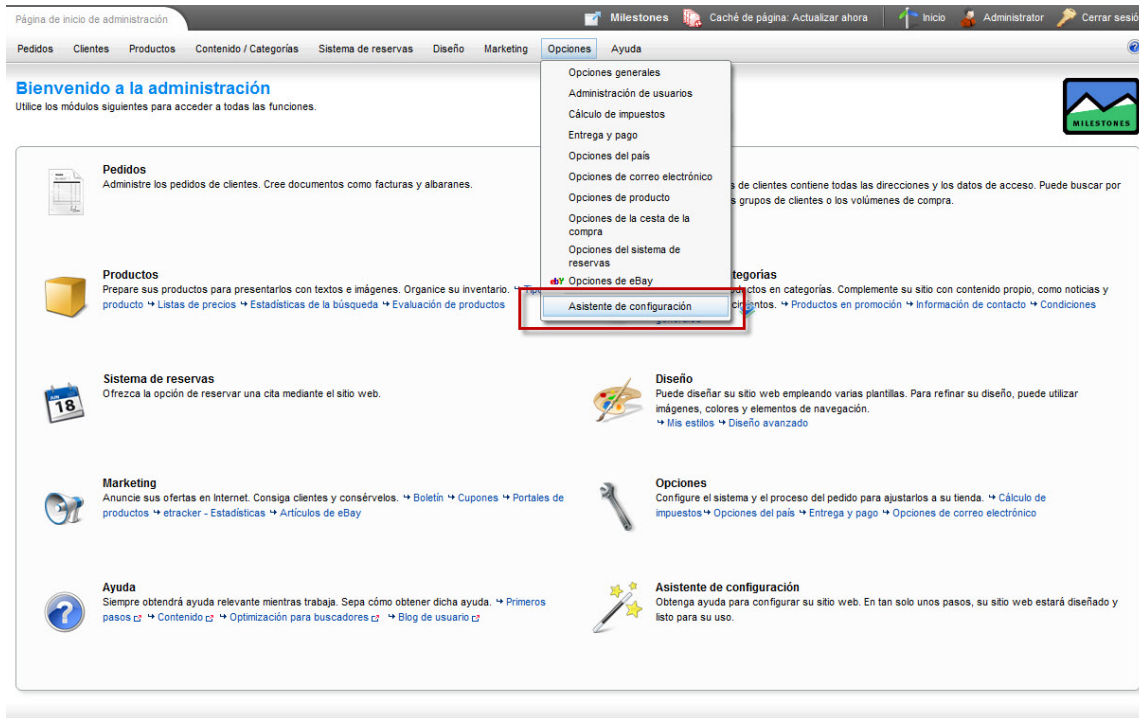 Página de inicio de administración
Milestones
Caché de página: Actualizar ahora
Inicio
Administrator
Cerrar sesió
Pedidos Clientes Productos Contenido / Categorías Sistema de reservas Diseño Marketing Opciones Ayuda
Bienvenido a la administración
Utilice los módulos siguientes para acceder a todas las funciones.
MILESTONES
Opciones generales
Administración de usuarios
Cálculo de impuestos
Entrega y pago
Opciones del país
Opciones de correo electrónico
Opciones de producto
Opciones de la cesta de la
compra
Opciones del sistema de
reservas
ebY Opciones de eBay
Asistente de configuración
Pedidos
Administre los pedidos de clientes. Cree documentos como facturas y albaranes.
de clientes contiene todas las direcciones y los datos de acceso. Puede buscar por
grupos de clientes o los volúmenes de compra.
Productos
Prepare sus productos para presentarlos con textos e imágenes. Organice su inventario. ↪ Tipo
producto ↪ Listas de precios ↪ Estadísticas de la búsqueda ↪ Evaluación de productos
tegorías
en categorías. Complemente su sitio con contenido propio, como noticias y
↪ Productos en promoción ↪ Información de contacto ↪ Condiciones
Sistema de reservas
Ofrezca la opción de reservar una cita mediante el sitio web.
18
Diseño
Puede diseñar su sitio web empleando varias plantillas. Para refinar su diseño, puede utilizar
imágenes, colores y elementos de navegación.
↪ Mis estilos ↪ Diseño avanzado
Marketing
Anuncie sus ofertas en Internet. Consiga clientes y consérvelos. ↪ Boletín ↪ Cupones ↪ Portales de
productos ↪ etracker - Estadísticas ↪ Artículos de eBay
Opciones
Configure el sistema y el proceso del pedido para ajustarlos a su tienda. ↪ Cálculo de
impuestos ↪ Opciones del país ↪ Entrega y pago ↪ Opciones de correo electrónico
Ayuda
Siempre obtendrá ayuda relevante mientras trabaja. Sepa cómo obtener dicha ayuda. ↪ Primeros
pasos ↪ Contenido ↪ Optimización para buscadores ↪ Blog de usuario
Asistente de configuración
Obtenga ayuda para configurar su sitio web. En tan solo unos pasos, su sitio web estará diseñado y
listo para su uso.